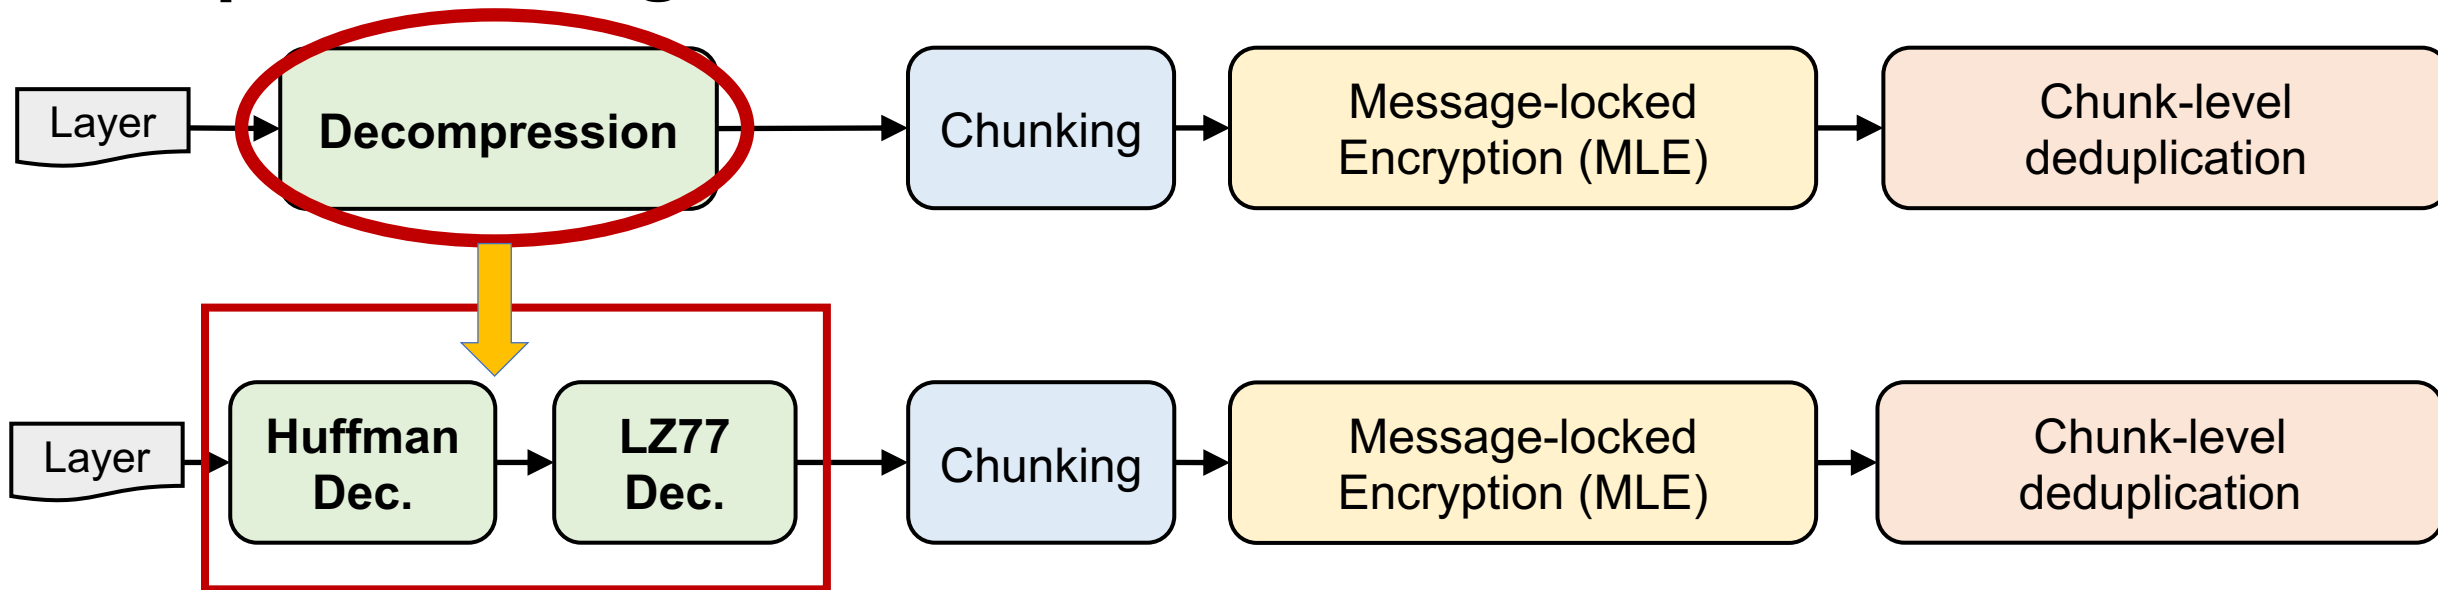 Layer
Decompression
Chunking
Message-locked
Encryption (MLE)
Chunk-level
deduplication
Layer
Huffman
Dec.
LZ77
Dec.
Chunking
Message-locked
Encryption (MLE)
Chunk-level
deduplication